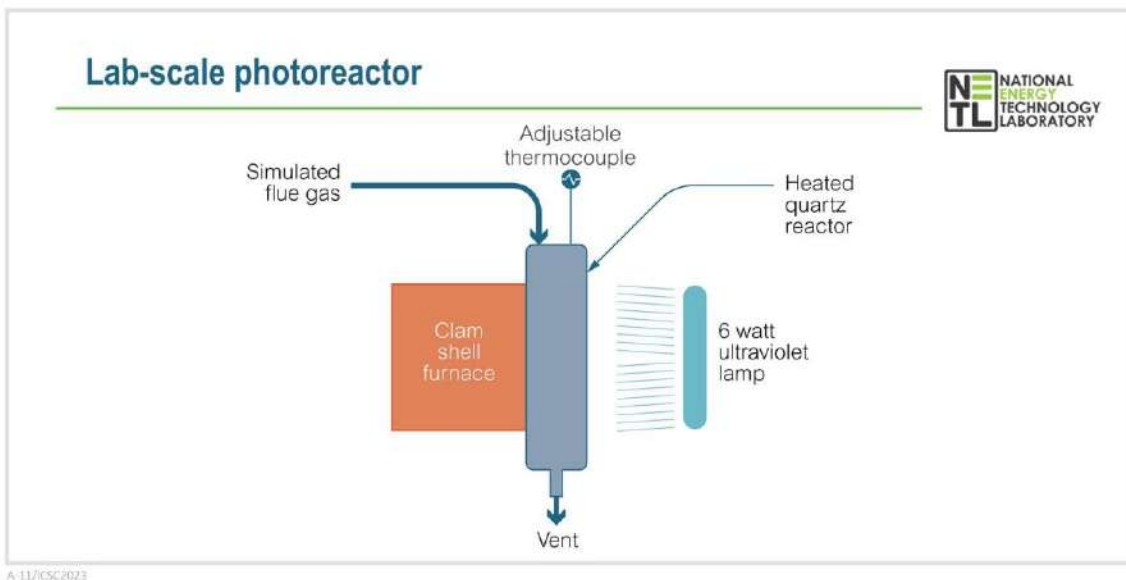 Lab-scale photoreactor
NETL
NATIONAL
ENERGY
TECHNOLOGY
LABORATORY
Adjustable
thermocouple
Simulated
flue gas
Heated
quartz
reactor
Clam
shell
furnace
6 watt
ultraviolet
lamp
Vent
A-11/ICSC2023